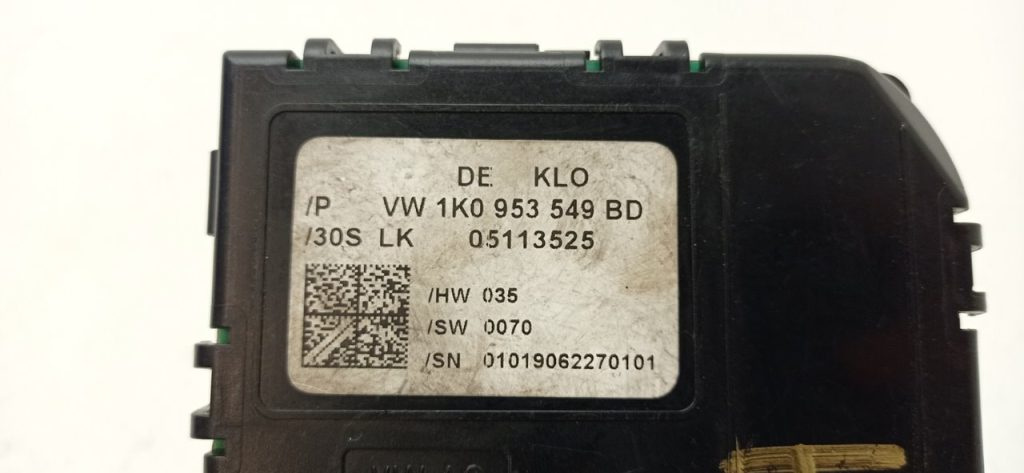 DE KLO
/P VW 1K0 953 549 BD
/30S LK 05113525
/HW 035
/SW 0070
/SN 01019062270101